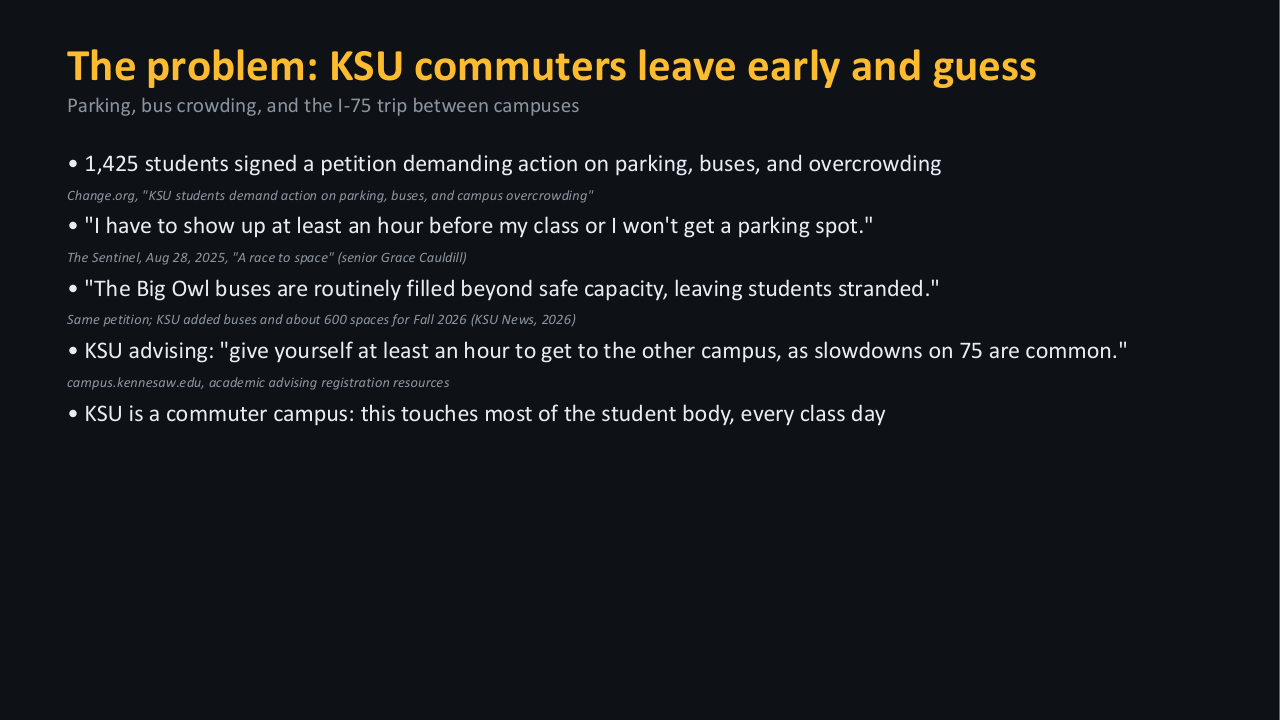 The problem: KSU commuters leave early and guess
Parking, bus crowding, and the I-75 trip between campuses
• 1,425 students signed a petition demanding action on parking, buses, and overcrowding
Change.org, "KSU students demand action on parking, buses, and campus overcrowding"
• "I have to show up at least an hour before my class or I won't get a parking spot."
The Sentinel, Aug 28, 2025, "A race to space" (senior Grace Cauldill)
• "The Big Owl buses are routinely filled beyond safe capacity, leaving students stranded."
Same petition; KSU added buses and about 600 spaces for Fall 2026 (KSU News, 2026)
• KSU advising: "give yourself at least an hour to get to the other campus, as slowdowns on 75 are common."
campus.kennesaw.edu, academic advising registration resources
• KSU is a commuter campus: this touches most of the student body, every class day